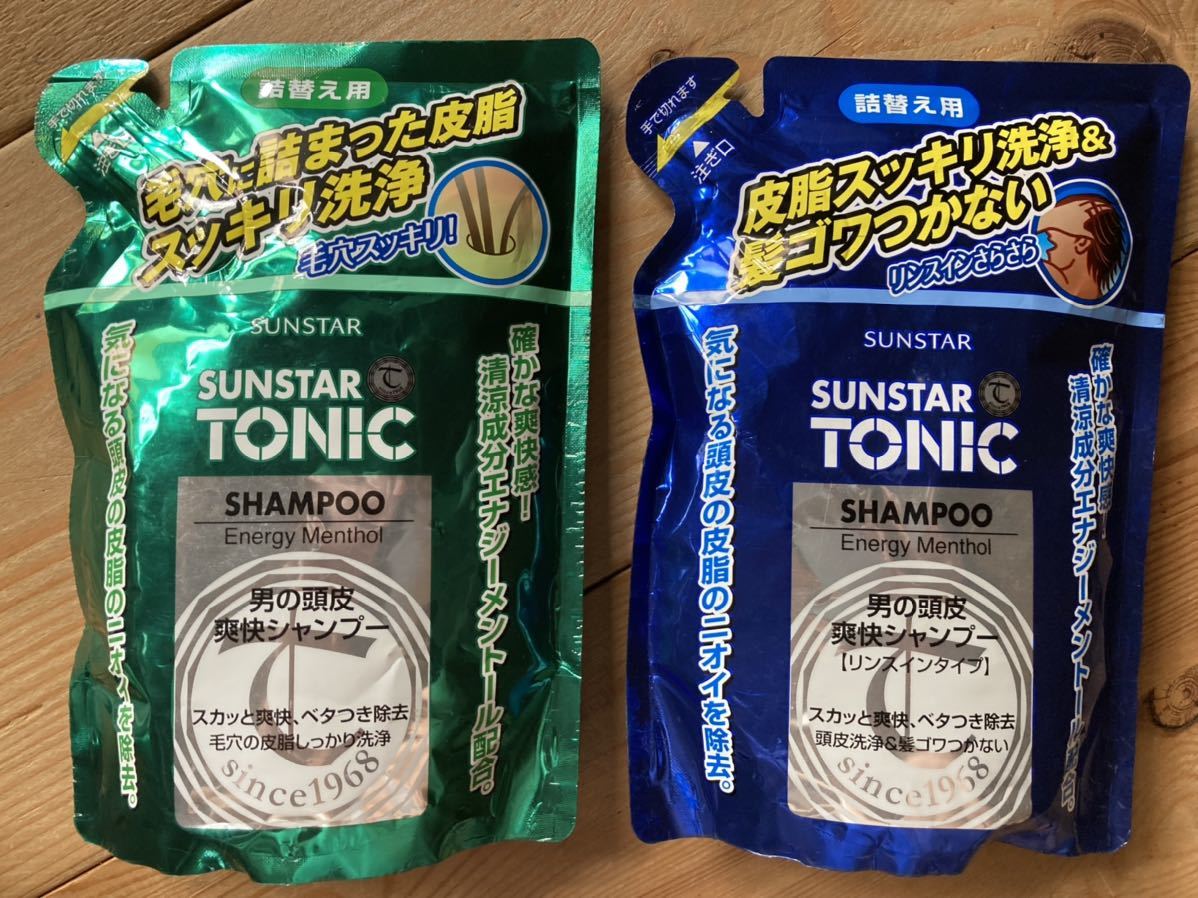 手で切れます
詰替え用
毛穴に詰まった皮脂
スッキリ洗浄
毛穴スッキリ!
SUNSTAR
SUNSTAR
TONIC
確かな爽快感!
清涼成分エナジーメントール配合。
気になる頭皮の皮脂のニオイを除去。
SHAMPOO
Energy Menthol
男の頭皮
爽快シャンプー
スカッと爽快、ベタつき除去
毛穴の皮脂しっかり洗浄
since1968
手で切れます
注ぎ口
詰替え用
皮脂スッキリ洗浄&
髪ゴワつかない
リンスインさらさら
SUNSTAR
SUNSTAR
TONIC
確かな爽快感!
清涼成分エナジーメントール配合。
気になる頭皮の皮脂のニオイを除去。
SHAMPOO
Energy Menthol
男の頭皮
爽快シャンプー
【リンスインタイプ】
スカッと爽快、ベタつき除去
頭皮洗浄&髪ゴワつかない
since1968